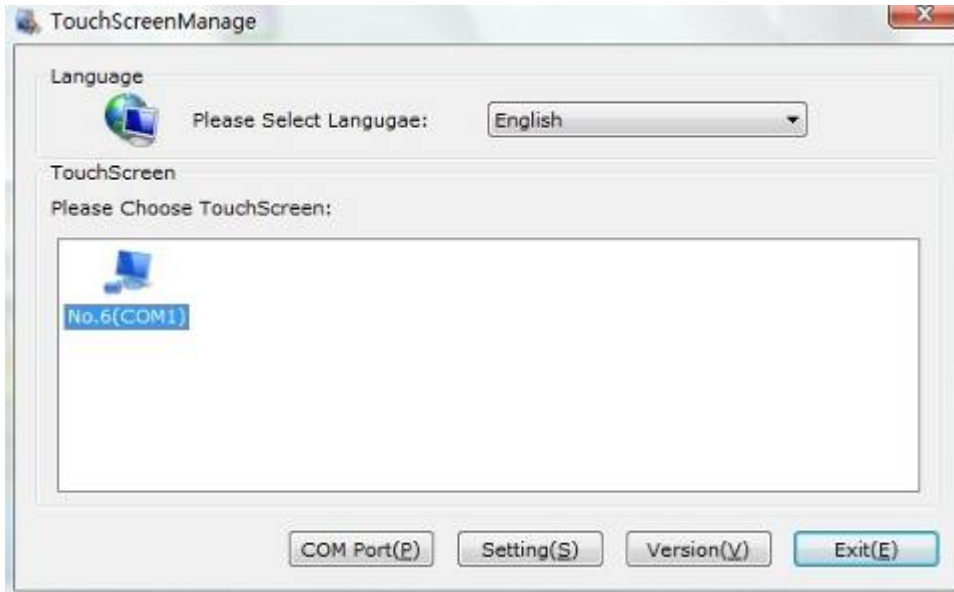 TouchScreenManage
Language
Please Select Langugae: English
TouchScreen
Please Choose TouchScreen:
No.6(COM1)
COM Port(P) Setting(S) Version(V) Exit(E)